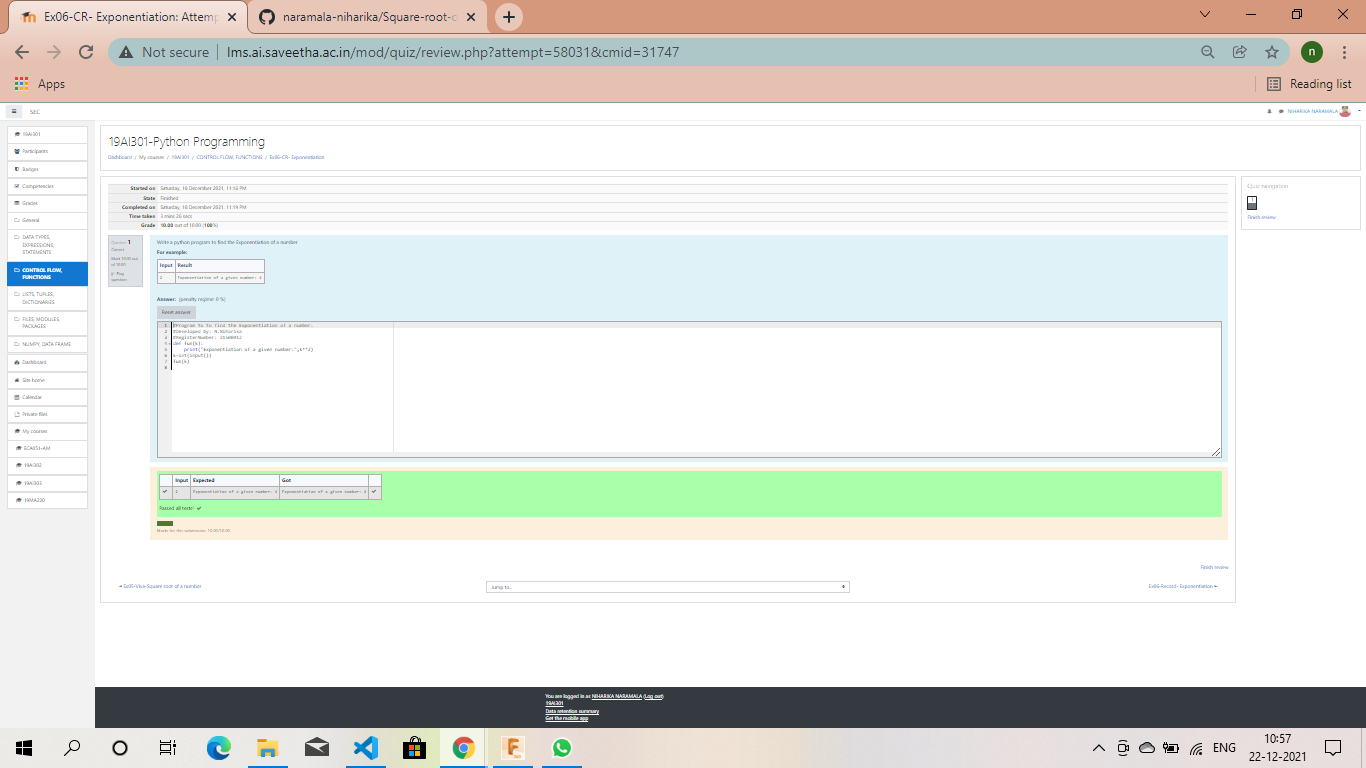 Ex06-CR- Exponentiation: Attemp
naramala-niharika/Square-root-o
Not secure
lms.ai.saveetha.ac.in/mod/quiz/review.php?attempt=58031&cmid=31747
n
Apps
Reading list
SEC
NIHARIKA NARAMALA
19AI301
Participants
Badges
Competencies
Grades
General
DATA TYPES,
EXPRESSIONS,
STATEMENTS
CONTROL FLOW,
FUNCTIONS
LISTS, TUPLES,
DICTIONARIES
FILES, MODULES,
PACKAGES
NUMPY, DATA FRAME
Dashboard
Site home
Calendar
Private files
My courses
19AI302
19AI303
19MA230
19AI301-Python Programming
Dashboard / My courses / 19AI301 / CONTROL FLOW, FUNCTIONS / Ex06-CR- Exponentiation
Started on Saturday, 18 December 2021, 11:16 PM
State Finished
Completed on Saturday, 18 December 2021, 11:19 PM
Time taken 3 mins 26 secs
Grade 10.00 out of 10.00 (100%)
Question 1
Correct
Mark 10.00 out
of 10.00
Flag
question
Write a python program to find the Exponentiation of a number
For example:
Input Result
2 Exponentiation of a given number: 4
Answer: (penalty regime: 0 %)
Reset answer
1 #Program to to find the Exponentiation of a number.
2 #Developed by: N.Niharika
3 #RegisterNumber:
4 def fun(k):
5 print("Exponentiation of a given number:",k**2)
6 k=int(input())
7 fun(k)
8
Input Expected Got
2 Exponentiation of a given number: 4 Exponentiation of a given number: 4
Passed all tests!
Marks for this submission: 10.00/10.00.
Finish review
Ex05-Viva-Square root of a number
Jump to...
Ex06-Record- Exponentiation
Quiz navigation
1
Finish review
You are logged in as NIHARIKA NARAMALA (Log out)
19AI301
Data retention summary
Get the mobile app
ENG
10:57
22-12-2021